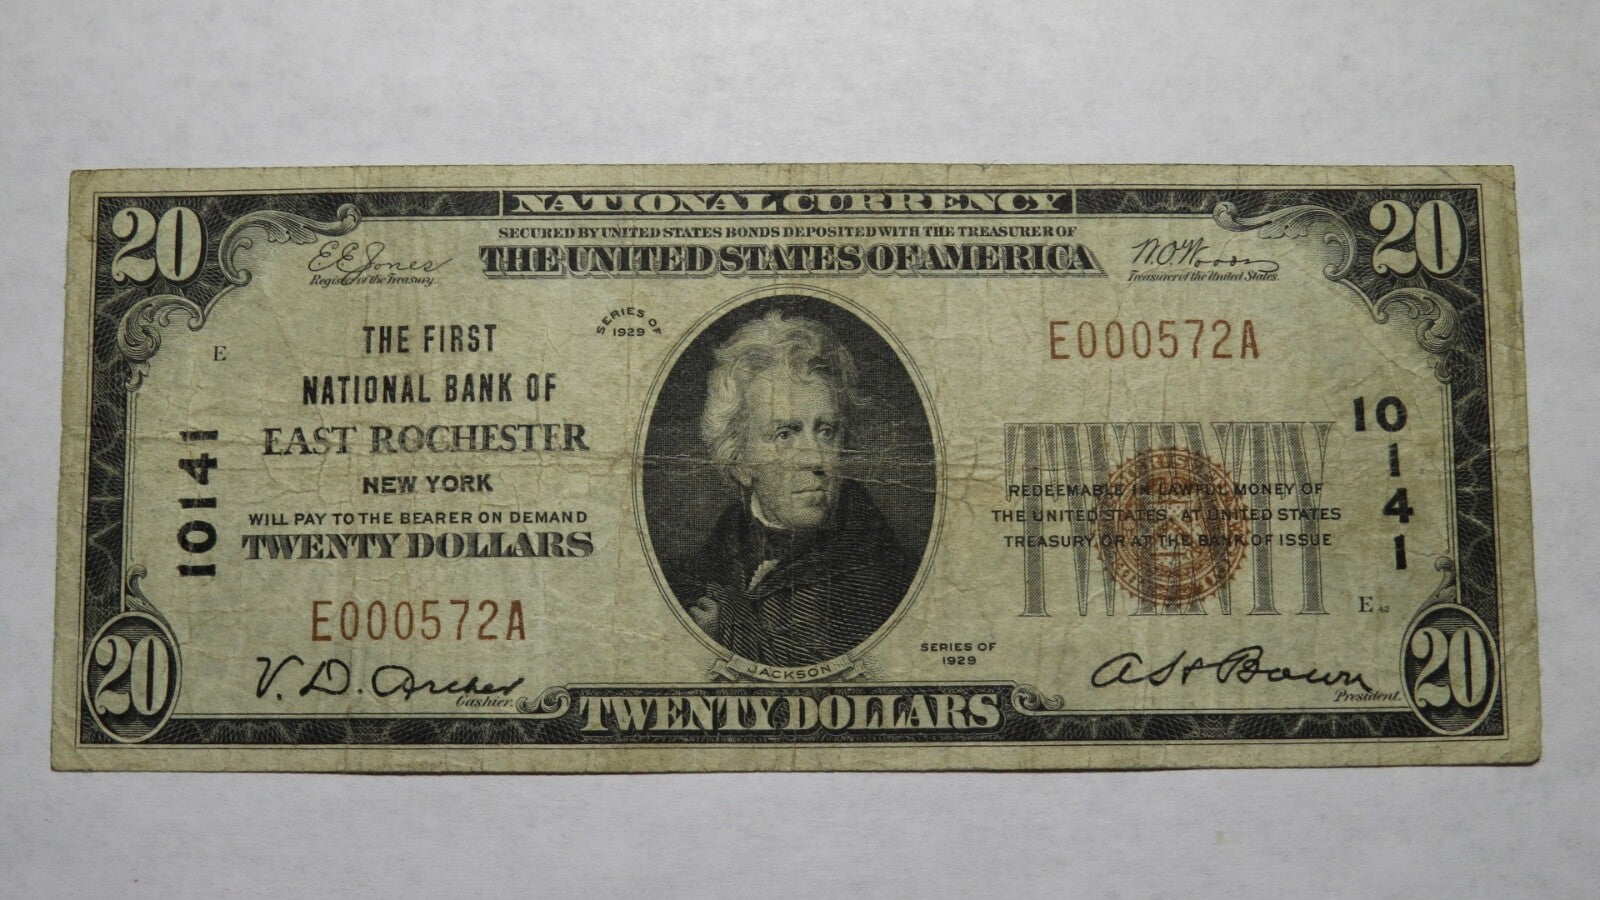 NATIONAL CURRENCY
SECURED BY UNITED STATES BONDS DEPOSITED WITH THE TREASURER OF
THE UNITED STATES OF AMERICA
20
20
E.E. Jones
Register of the Treasury
W.O. Woods
Treasurer of the United States.
SERIES OF
1929
E
THE FIRST
NATIONAL BANK OF
EAST ROCHESTER
NEW YORK
WILL PAY TO THE BEARER ON DEMAND
TWENTY DOLLARS
10141
E000572A
E000572A
10141
TWENTY
REDEEMABLE IN LAWFUL MONEY OF
THE UNITED STATES AT UNITED STATES
TREASURY OR AT THE BANK OF ISSUE
E 42
V. D. Archer
Cashier.
JACKSON
SERIES OF
1929
President.
20
TWENTY DOLLARS
20